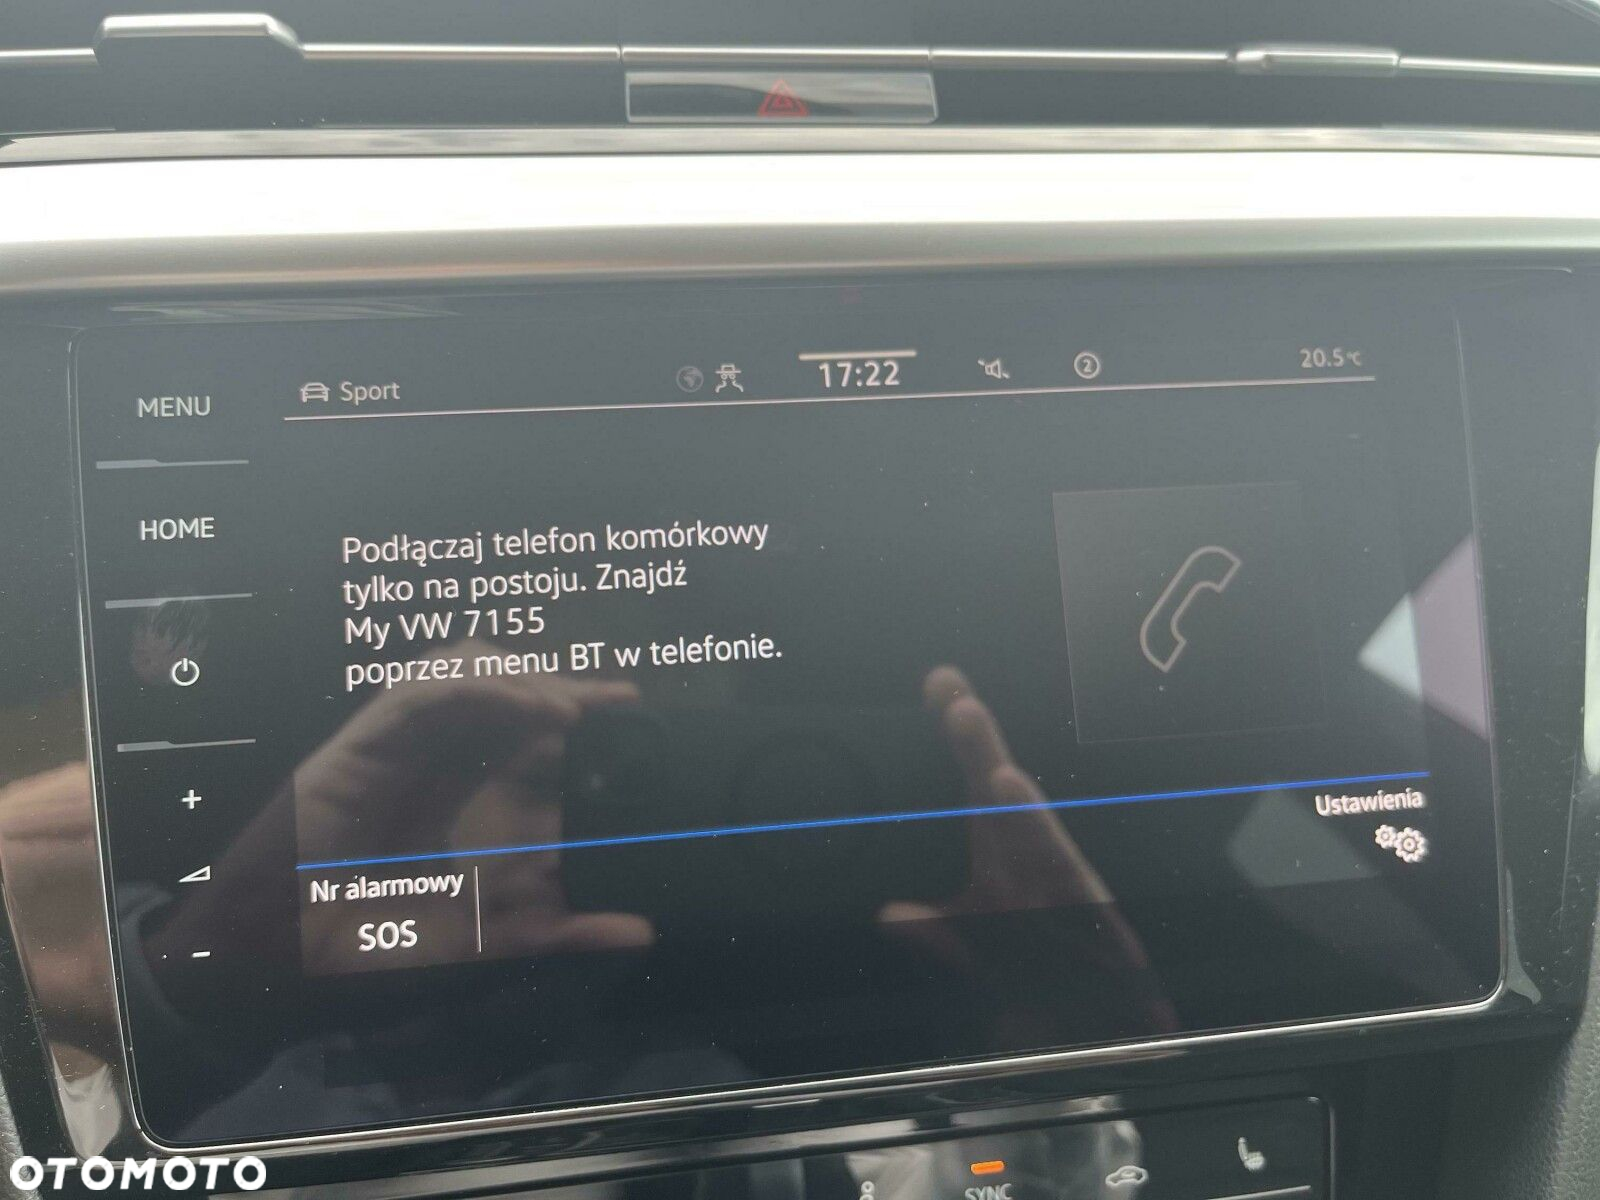 MENU
Sport
17:22
2
20.5°C
HOME
Podłączaj telefon komórkowy
tylko na postoju. Znajdź
My VW 7155
poprzez menu BT w telefonie.
Ustawienia
Nr alarmowy
SOS
SYNC
OTOMOTO